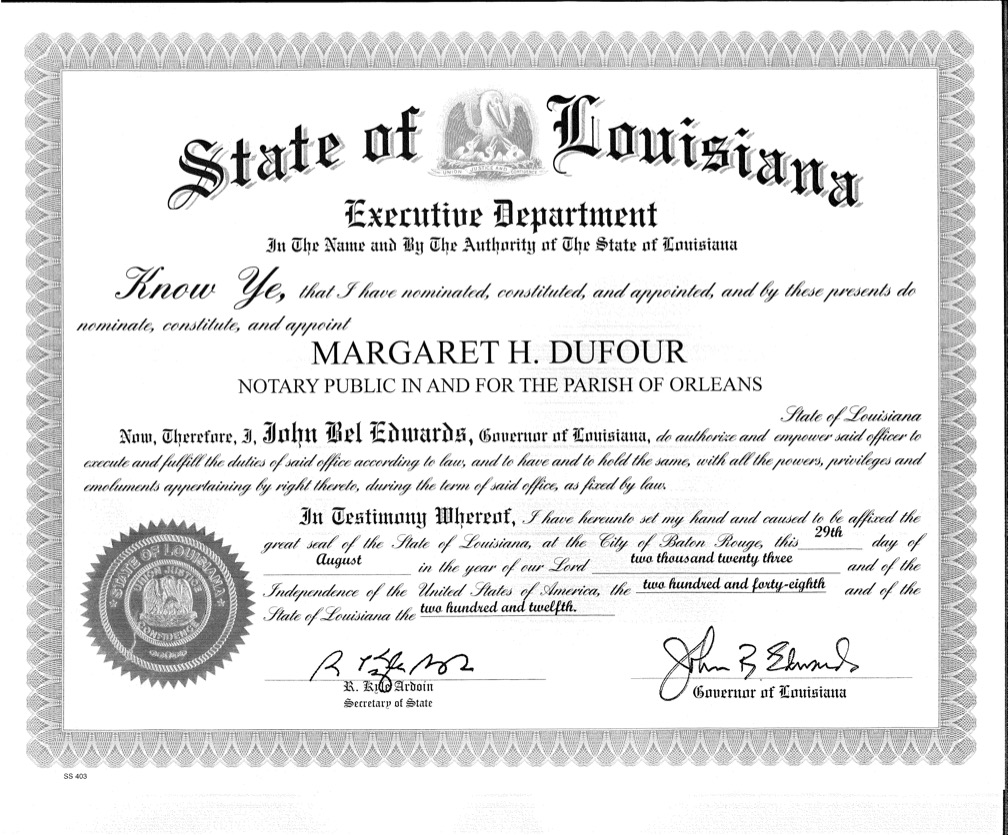 State of Louisiana
UNION JUSTICE AND CONFIDENCE
Executive Department
In The Name and By The Authority of The State of Louisiana
Know Ye, that I have nominated, constituted, and appointed, and by these presents do
nominate, constitute, and appoint
MARGARET H. DUFOUR
NOTARY PUBLIC IN AND FOR THE PARISH OF ORLEANS
State of Louisiana
Now, Therefore, I, John Bel Edwards, Governor of Louisiana, do authorize and empower said officer to
execute and fulfill the duties of said office according to law, and to have and to hold the same, with all the powers, privileges and
emoluments appertaining by right thereto, during the term of said office, as fixed by law.
In Testimony Whereof, I have hereunto set my hand and caused to be affixed the
great seal of the State of Louisiana, at the City of Baton Rouge, this 29th day of
August in the year of our Lord two thousand twenty three and of the
Independence of the United States of America, the two hundred and forty-eighth and of the
State of Louisiana the two hundred and twelfth.
STATE OF LOUISIANA
UNION JUSTICE
CONFIDENCE
R. Kyle Ardoin
John B Edwards
R. Kyle Ardoin
Governor of Louisiana
Secretary of State
SS 403